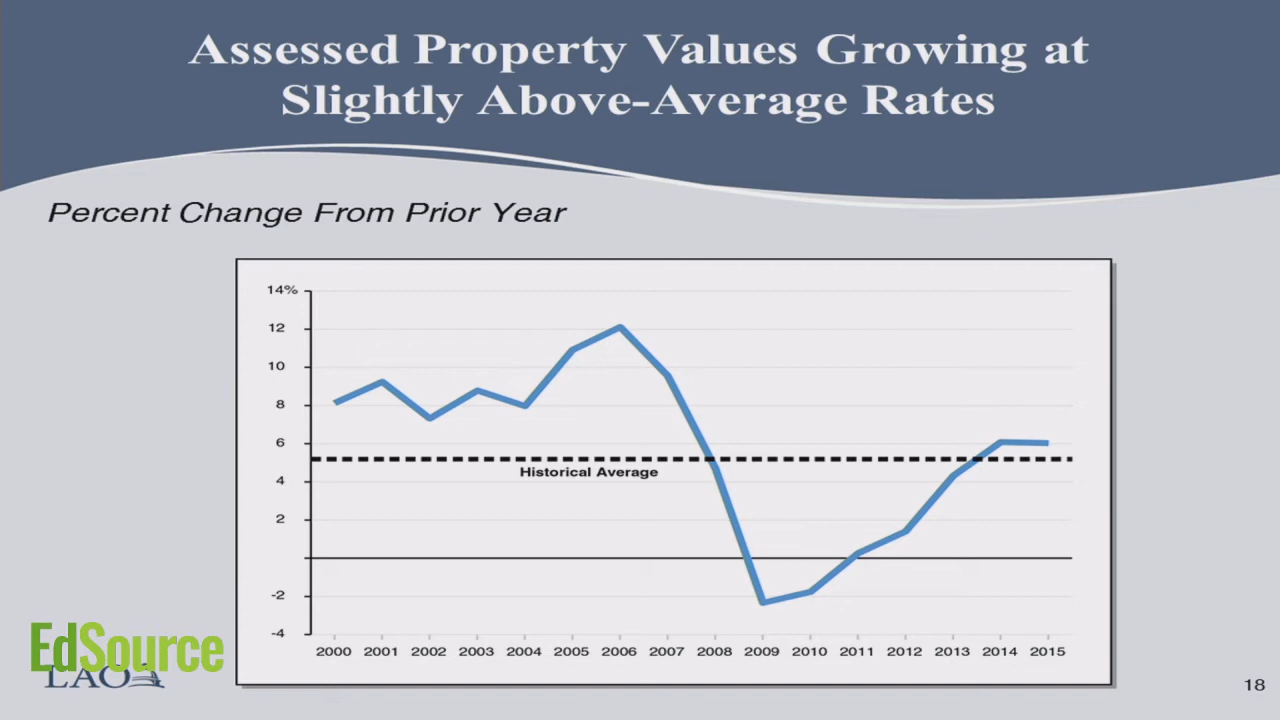 Assessed Property Values Growing at
Slightly Above-Average Rates
Percent Change From Prior Year
14%
12
10
8
6
Historical Average
4
2
-2
-4
2000 2001 2002 2003 2004 2005 2006 2007 2008 2009 2010 2011 2012 2013 2014 2015
EdSource
LAO
18